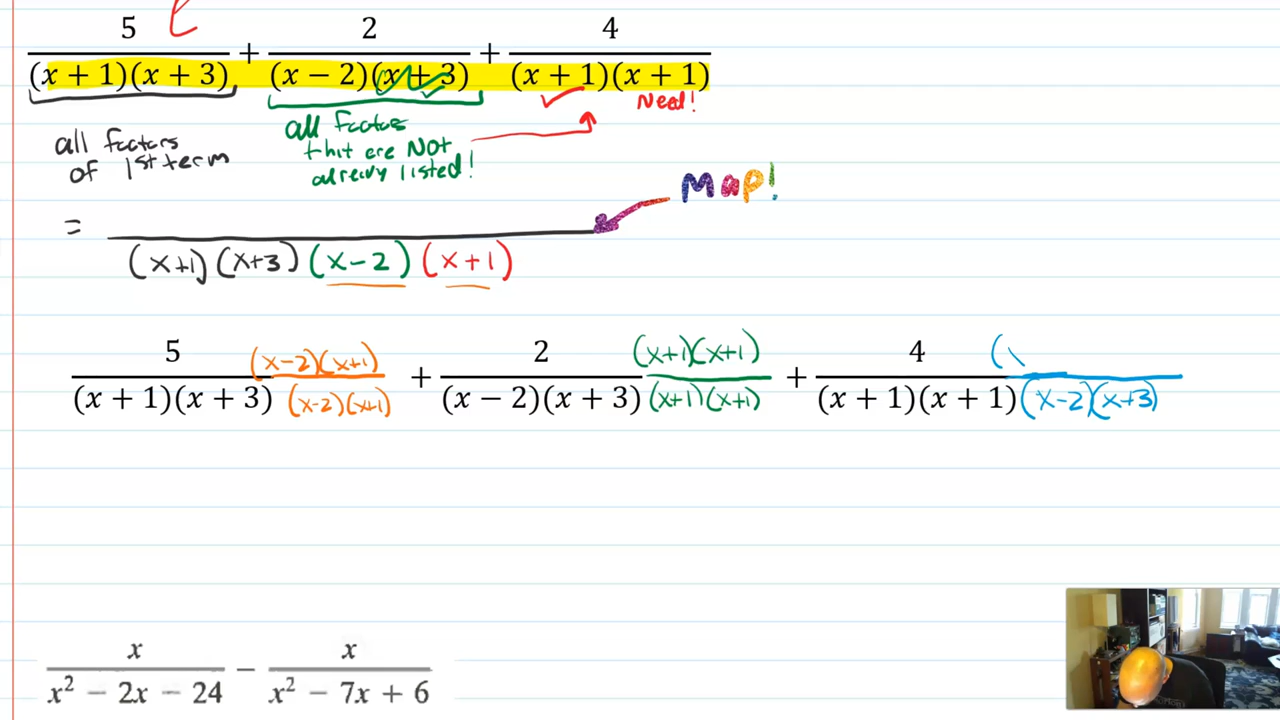 5 2 4
(x + 1)(x + 3) + (x − 2)(x + 3) + (x + 1)(x + 1)
Need!
all factors
of 1st term
all factors
that are NOT
already listed!
Map!
=
(x+1)(x+3)(x−2)(x+1)
5 (x−2)(x+1) 2 (x+1)(x+1) 4 (
(x + 1)(x + 3) (x−2)(x+1) + (x − 2)(x + 3) (x+1)(x+1) + (x + 1)(x + 1) (x−2)(x+3)
x x
x² − 2x − 24 − x² − 7x + 6